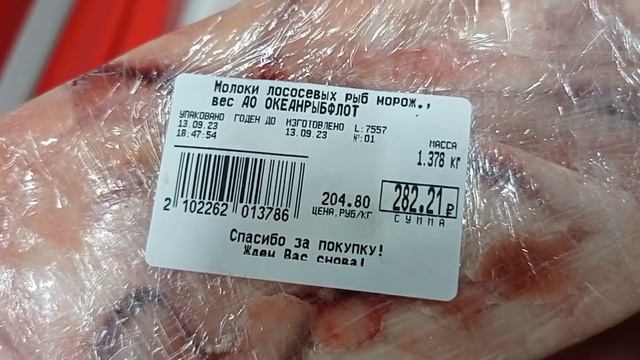 Молоки лососевых рыб морож.,
вес АО ОКЕАНРЫБФЛОТ
УПАКОВАНО ГОДЕН ДО ИЗГОТОВЛЕНО L:7557
13.09.23 13.09.23 №:01
18:47:54
МАССА
1.378 кг
2 102262 013786
204.80
ЦЕНА,РУБ/КГ
282.21 ₽
СУММА
Спасибо за ПОКУПКУ!
Ждем Вас снова!